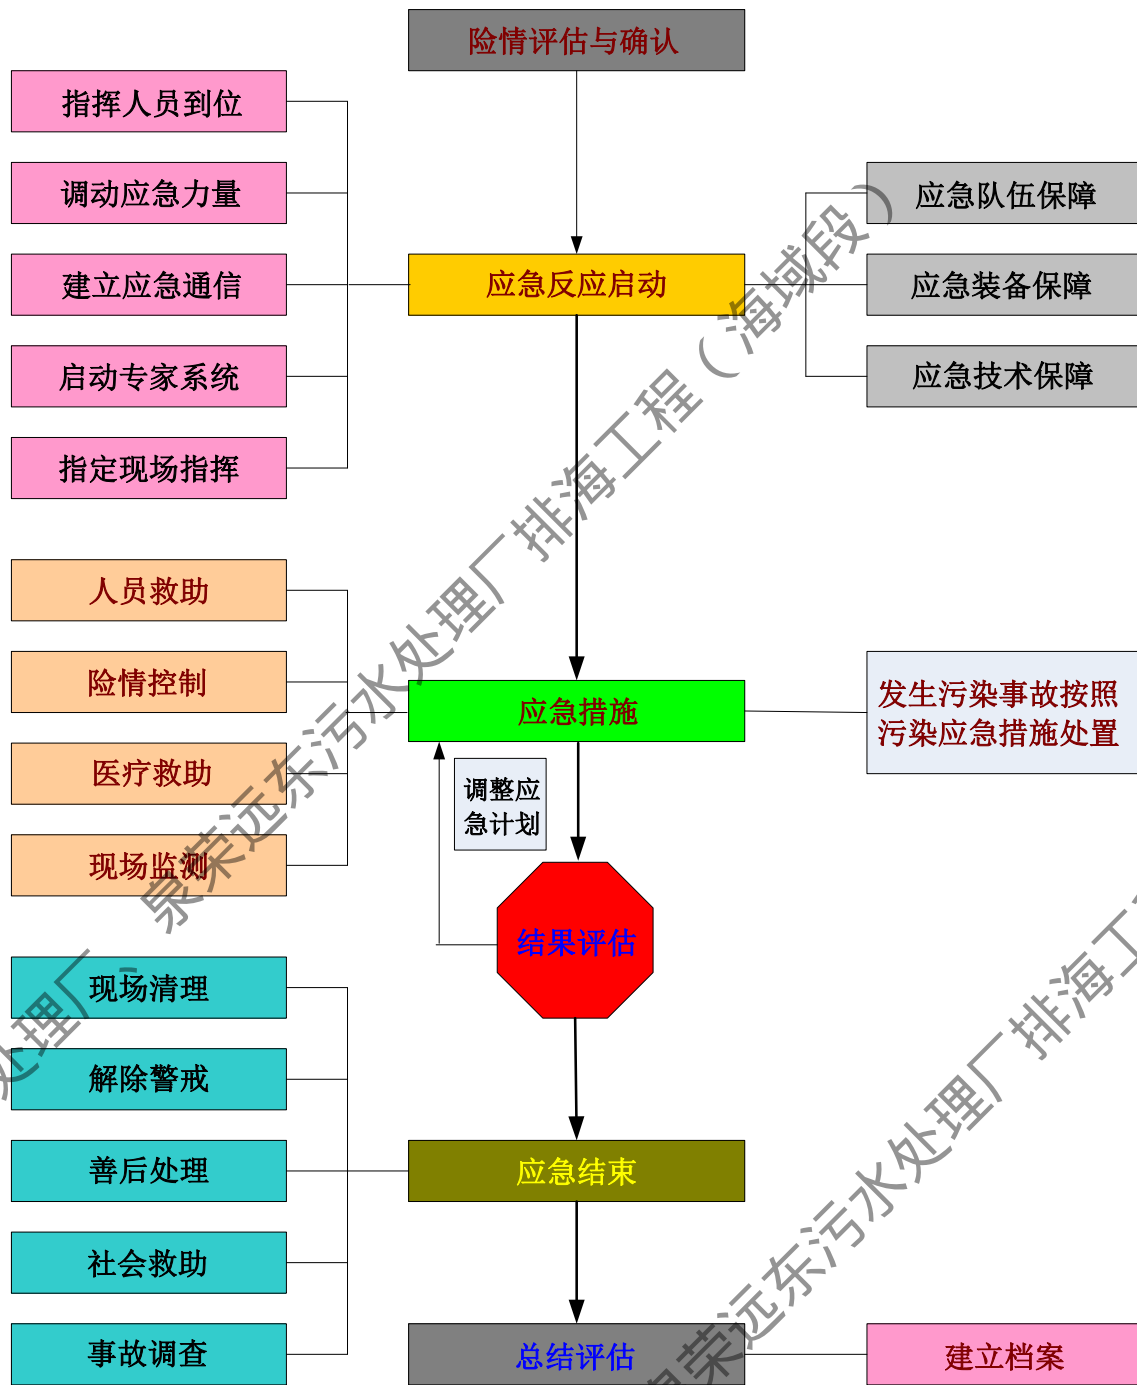 险情评估与确认
指挥人员到位
调动应急力量
建立应急通信
启动专家系统
指定现场指挥
应急反应启动
应急队伍保障
应急装备保障
应急技术保障
人员救助
险情控制
医疗救助
现场监测
应急措施
发生污染事故按照
污染应急措施处置
调整应
急计划
结果评估
现场清理
解除警戒
善后处理
社会救助
事故调查
应急结束
总结评估
建立档案
处理厂、泉荣远东污水处理厂排海工程（海域段）
泉荣远东污水处理厂排海工